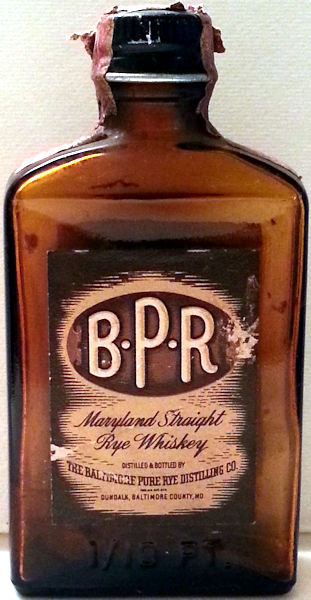 B·P·R
Maryland Straight
Rye Whiskey
DISTILLED & BOTTLED BY
THE BALTIMORE PURE RYE DISTILLING CO.
DUNDALK, BALTIMORE COUNTY, MD
1/10 PT.